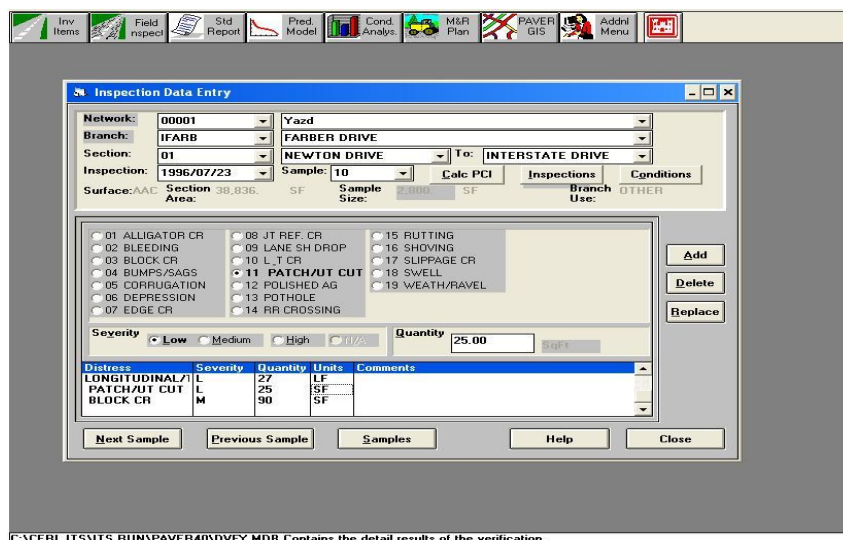 Inv Items Field nspect Std Report Pred. Model Cond. Analys. M&R Plan PAVER GIS Addnl Menu Exit
Inspection Data Entry
Network: 00001 Yazd
Branch: IFARB FARBER DRIVE
Section: 01 NEWTON DRIVE To: INTERSTATE DRIVE
Inspection: 1996/07/23 Sample: 10 Calc PCI Inspections Conditions
Surface: AAC Section Area: 38,836. SF Sample Size: 2,000. SF Branch Use: OTHER
01 ALLIGATOR CR 08 JT REF. CR 15 RUTTING
02 BLEEDING 09 LANE SH DROP 16 SHOVING
03 BLOCK CR 10 L_T CR 17 SLIPPAGE CR
04 BUMPS/SAGS 11 PATCH/UT CUT 18 SWELL
05 CORRUGATION 12 POLISHED AG 19 WEATH/RAVEL
06 DEPRESSION 13 POTHOLE
07 EDGE CR 14 RR CROSSING
Add
Delete
Replace
Severity Low Medium High N/A Quantity 25.00 SqFt
Distress Severity Quantity Units Comments
LONGITUDINAL/T L 27 LF
PATCH/UT CUT L 25 SF
BLOCK CR M 90 SF
Next Sample Previous Sample Samples Help Close
C:\CERL.ITS\ITS.RUN\PAVER40\DVFY.MDB Contains the detail results of the verification.